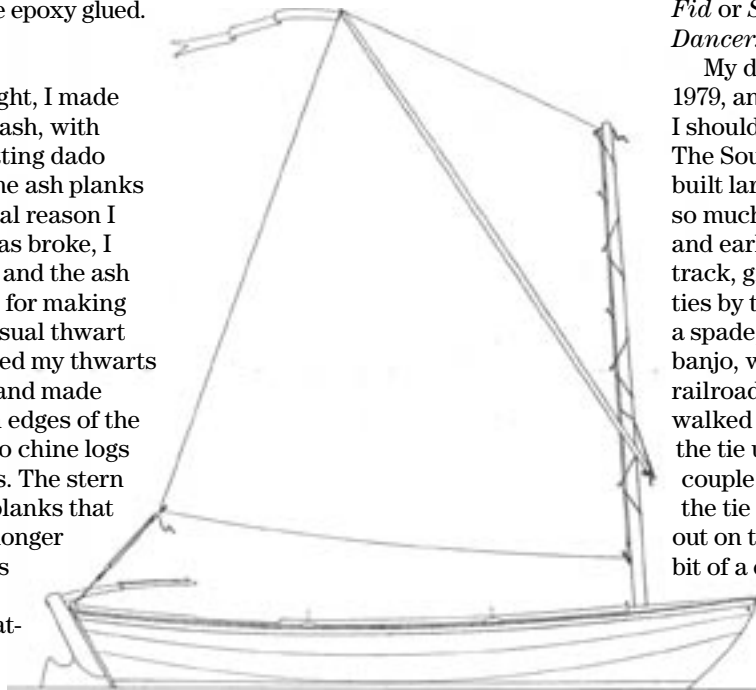 e epoxy glued.
ght, I made
ash, with
tting dado
ne ash planks
al reason I
as broke, I
and the ash
for making
sual thwart
ed my thwarts
and made
l edges of the
o chine logs
s. The stern
planks that
onger
s
at-
Fid or S
Dancer
My d
1979, an
I should
The Sou
built lar
so much
and earl
track, g
ties by t
a spade
banjo, w
railroad
walked
the tie u
couple
the tie
out on t
bit of a